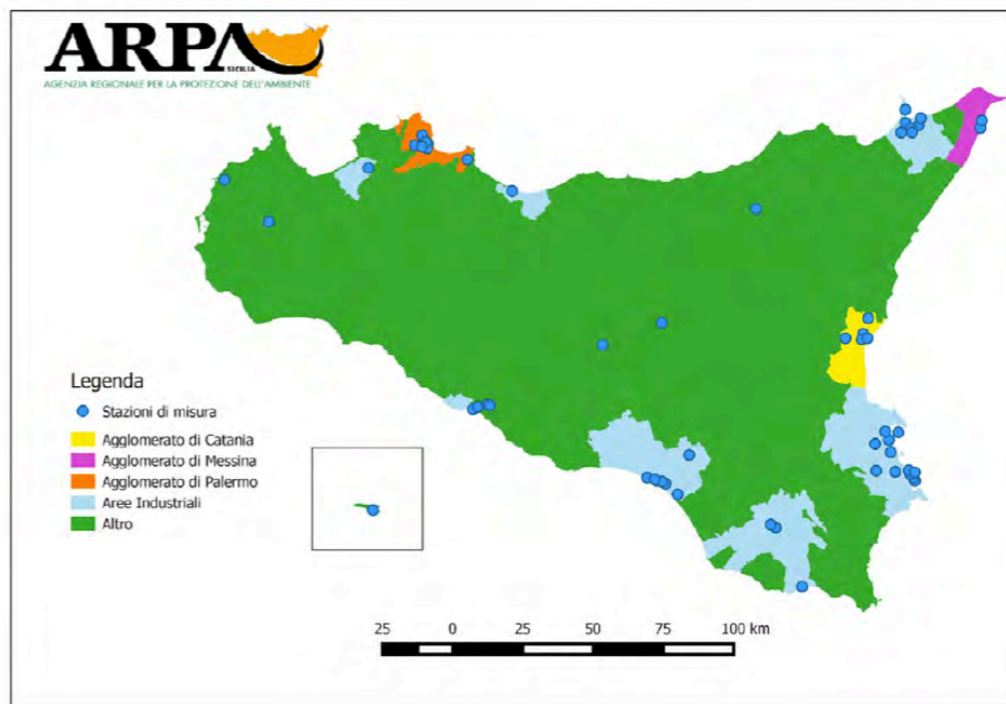 ARPA
SICILIA
AGENZIA REGIONALE PER LA PROTEZIONE DELL'AMBIENTE
Legenda
Stazioni di misura
Agglomerato di Catania
Agglomerato di Messina
Agglomerato di Palermo
Aree Industriali
Altro
25 0 25 50 75 100 km